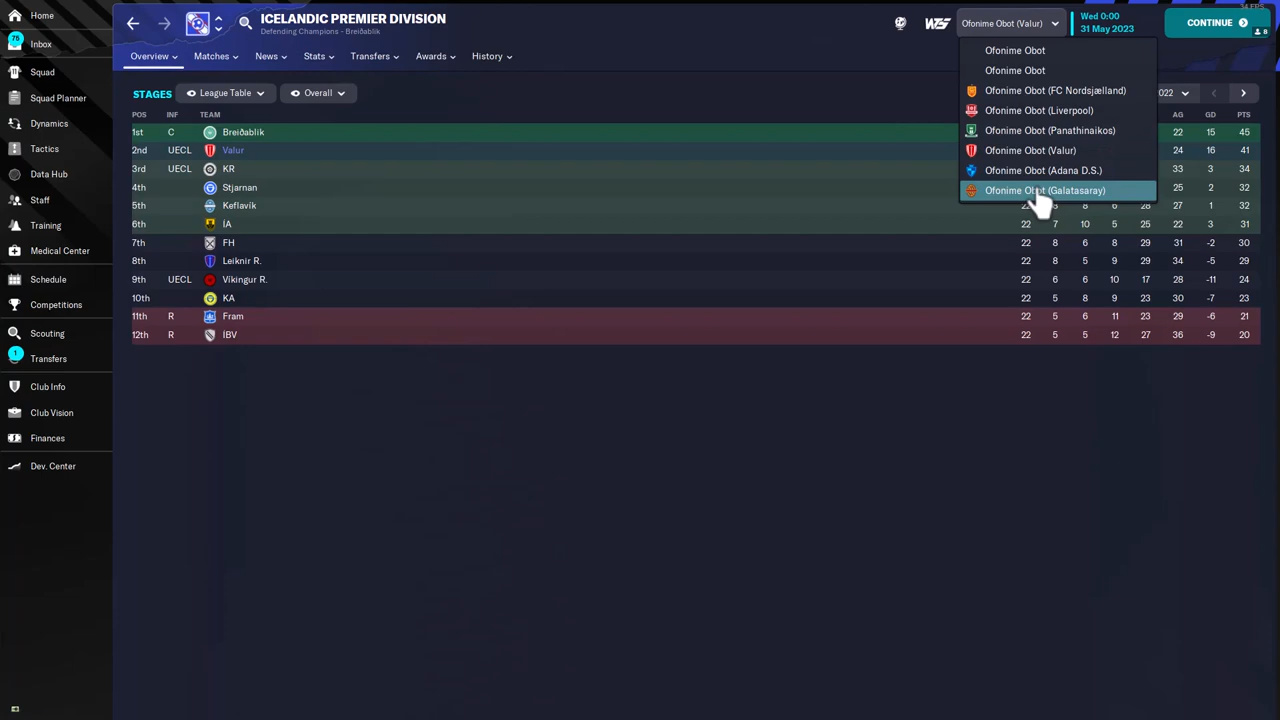 34 FPS
Home
75
Inbox
Squad
Squad Planner
Dynamics
Tactics
Data Hub
Staff
Training
Medical Center
Schedule
Competitions
Scouting
1
Transfers
Club Info
Club Vision
Finances
Dev. Center
ICELANDIC PREMIER DIVISION
Defending Champions - Breiðablik
Ofonime Obot (Valur)
Wed 0:00
31 May 2023
CONTINUE
8
Overview Matches News Stats Transfers Awards History
Ofonime Obot
Ofonime Obot
Ofonime Obot (FC Nordsjælland)
Ofonime Obot (Liverpool)
Ofonime Obot (Panathinaikos)
Ofonime Obot (Valur)
Ofonime Obot (Adana D.S.)
Ofonime Obot (Galatasaray)
STAGES League Table Overall 022
POS INF TEAM AG GD PTS
1st C Breiðablik 22 15 45
2nd UECL Valur 24 16 41
3rd UECL KR 33 3 34
4th Stjarnan 25 2 32
5th Keflavík 28 27 1 32
6th ÍA 22 7 10 5 25 22 3 31
7th FH 22 8 6 8 29 31 -2 30
8th Leiknir R. 22 8 5 9 29 34 -5 29
9th UECL Víkingur R. 22 6 6 10 17 28 -11 24
10th KA 22 5 8 9 23 30 -7 23
11th R Fram 22 5 6 11 23 29 -6 21
12th R ÍBV 22 5 5 12 27 36 -9 20